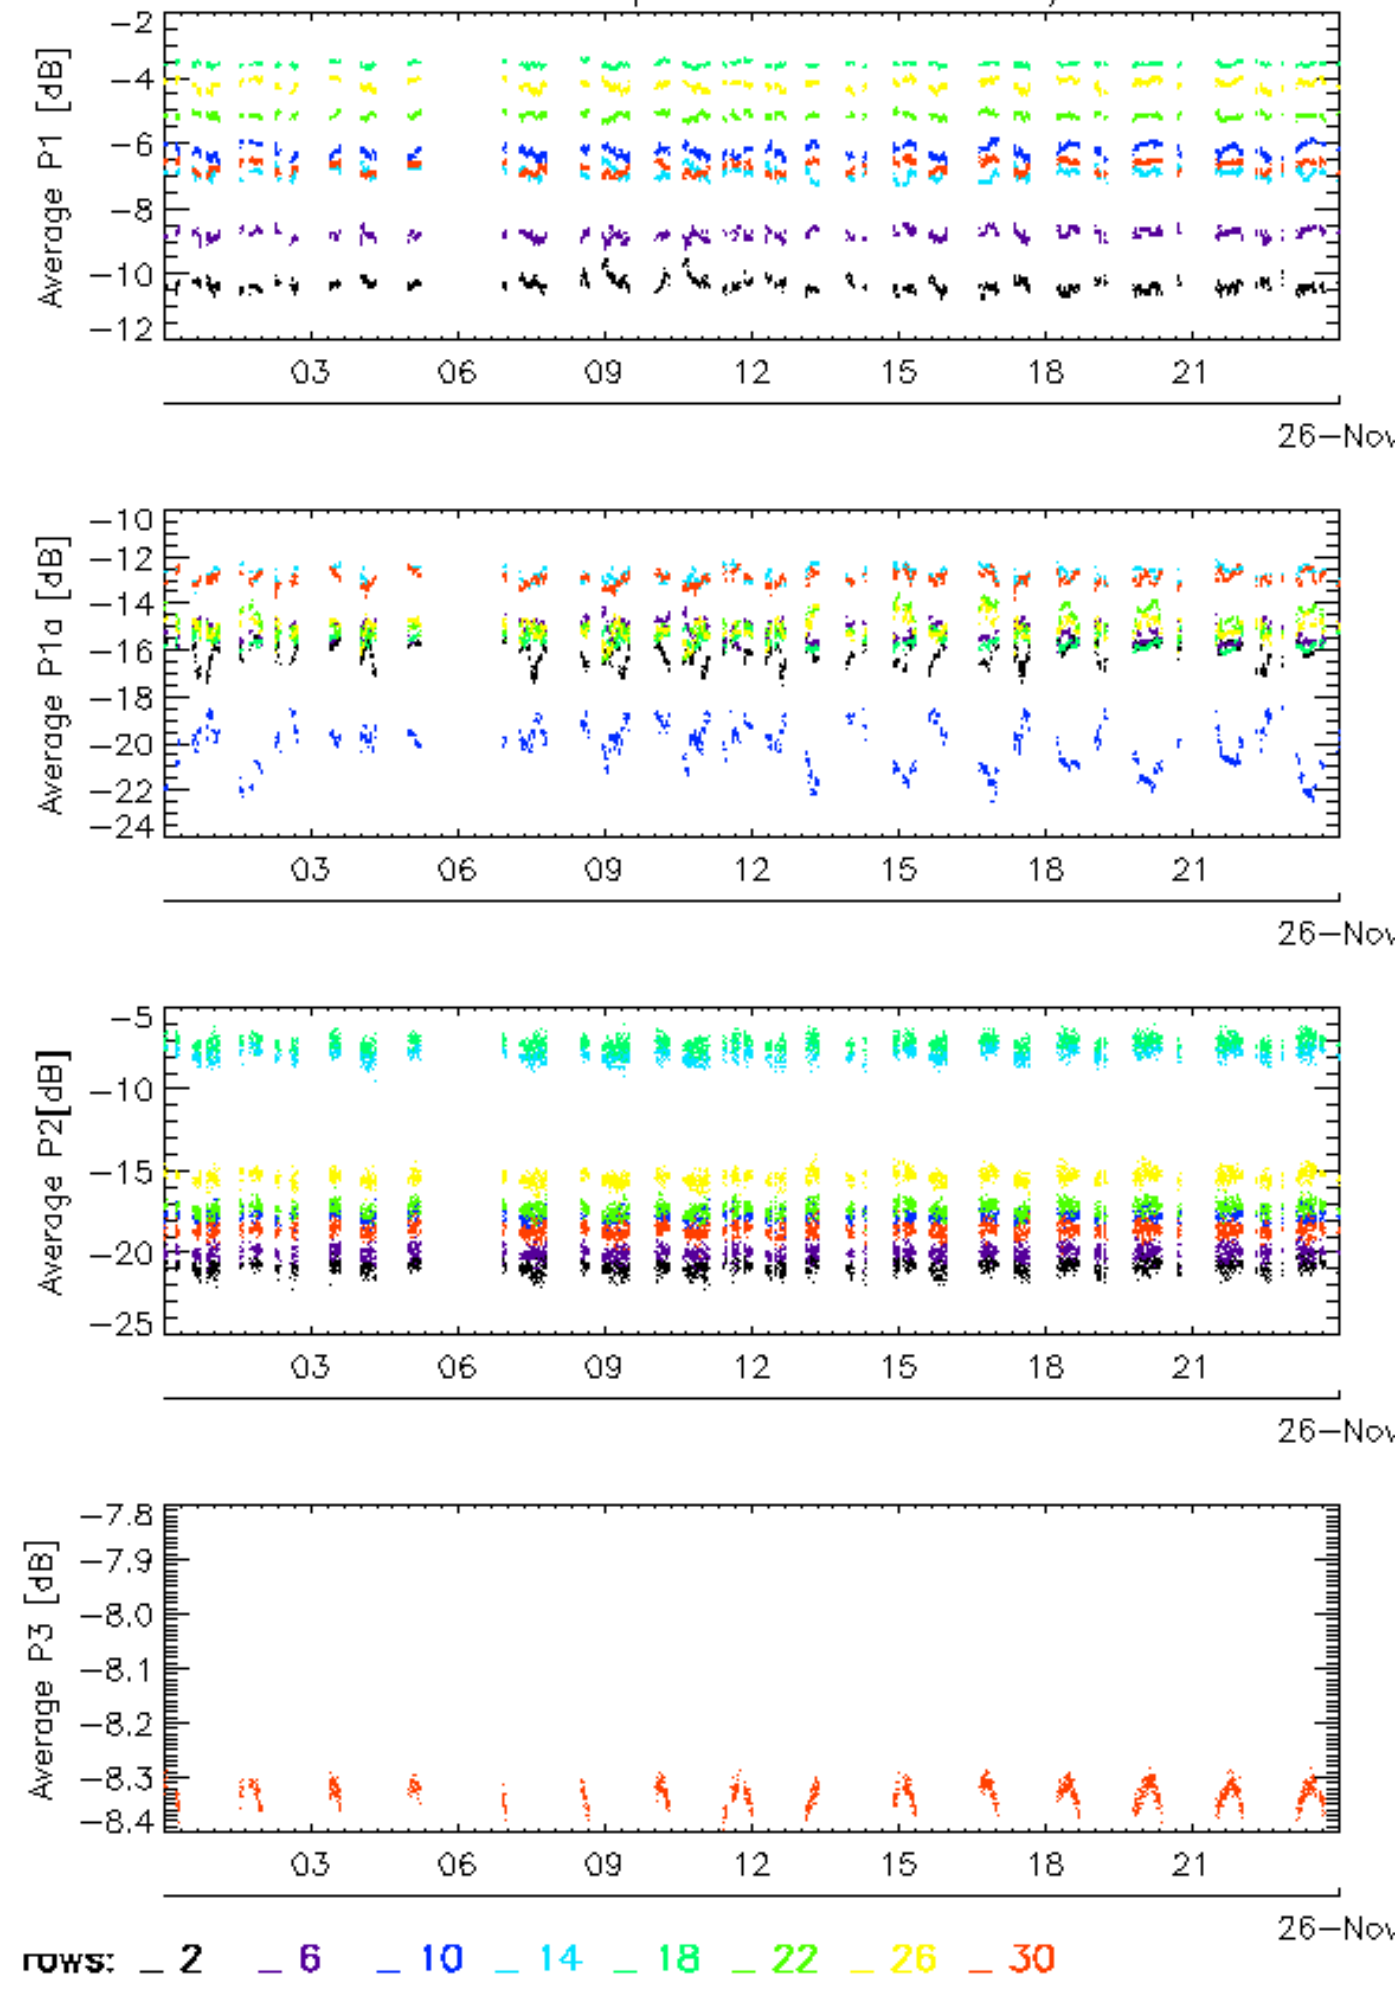 -2
-4
-6
-8
-10
-12
Average P1 [dB]
03 06 09 12 15 18 21
26-Nov
-10
-12
-14
-16
-18
-20
-22
-24
Average P1a [dB]
03 06 09 12 15 18 21
26-Nov
-5
-10
-15
-20
-25
Average P2[dB]
03 06 09 12 15 18 21
26-Nov
-7.8
-7.9
-8.0
-8.1
-8.2
-8.3
-8.4
Average P3 [dB]
03 06 09 12 15 18 21
26-Nov
rows: _ 2 _ 6 _ 10 _ 14 _ 18 _ 22 _ 26 _ 30